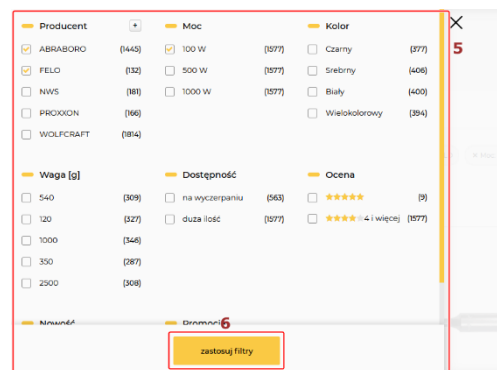 Producent +
ABRABORO (1445)
FELO (132)
NWS (181)
PROXXON (166)
WOLFCRAFT (1814)
Moc
100 W (1577)
500 W (1577)
1000 W (1577)
Kolor
Czarny (377)
Srebrny (406)
Biały (400)
Wielokolorowy (394)
5
Waga [g]
540 (309)
120 (327)
1000 (346)
350 (287)
2500 (308)
Dostępność
na wyczerpaniu (563)
duża ilość (1577)
Ocena
(9)
4 i więcej (1577)
Nowość
Promocja
6
zastosuj filtry